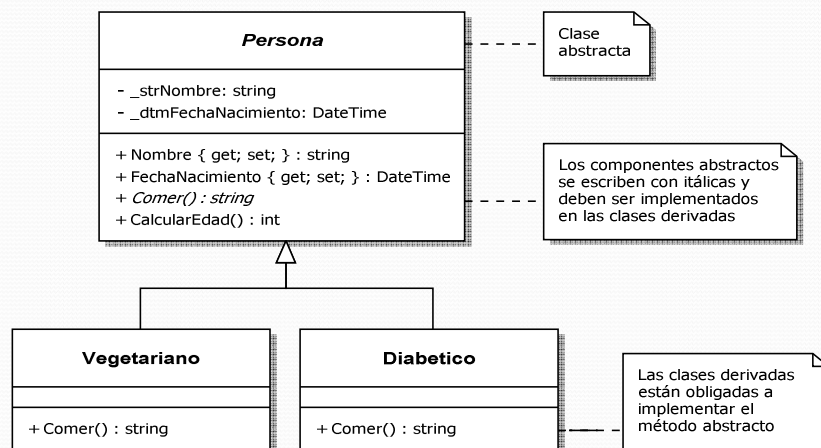 Persona
Clase
abstracta
- _strNombre: string
- _dtmFechaNacimiento: DateTime
+ Nombre { get; set; } : string
+ FechaNacimiento { get; set; } : DateTime
+ Comer() : string
+ CalcularEdad() : int
Los componentes abstractos
se escriben con itálicas y
deben ser implementados
en las clases derivadas
Vegetariano
+ Comer() : string
Diabetico
+ Comer() : string
Las clases derivadas
están obligadas a
implementar el
método abstracto